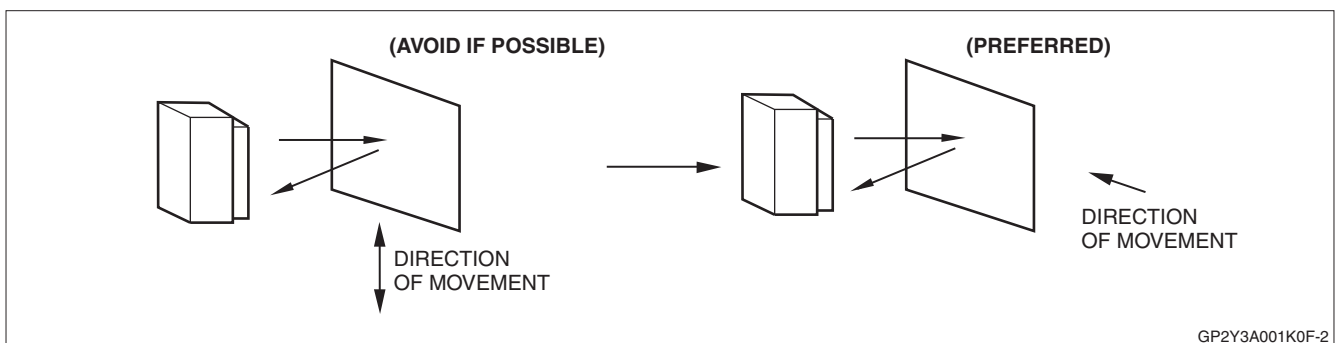 (AVOID IF POSSIBLE)
(PREFERRED)
DIRECTION
OF MOVEMENT
DIRECTION
OF MOVEMENT
GP2Y3A001K0F-2